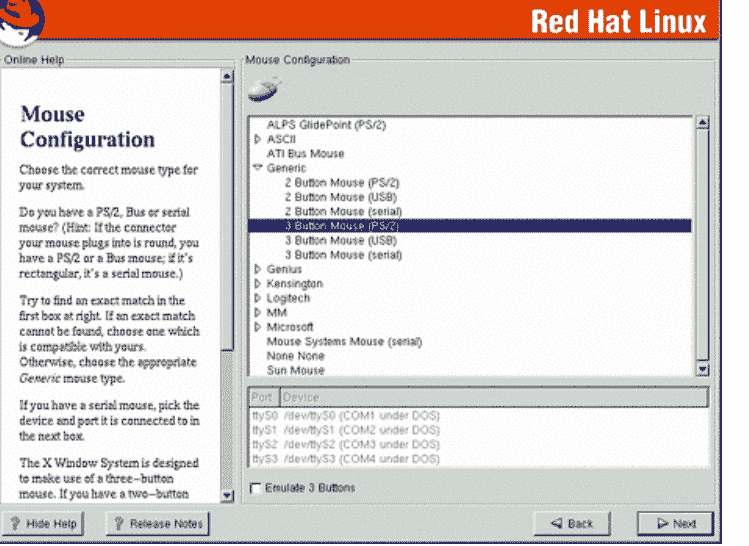 Red Hat Linux
Online Help
Mouse
Configuration
Choose the correct mouse type for
your system.
Do you have a PS/2, Bus or serial
mouse? (Hint: If the connector
your mouse plugs into is round, you
have a PS/2 or a Bus mouse; if it's
rectangular, it's a serial mouse.)
Try to find an exact match in the
first box at right. If an exact match
cannot be found, choose one which
is compatible with yours.
Otherwise, choose the appropriate
Generic mouse type.
If you have a serial mouse, pick the
device and port it is connected to in
the next box.
The X Window System is designed
to make use of a three-button
mouse. If you have a two-button
Mouse Configuration
ALPS GlidePoint (PS/2)
ASCII
ATI Bus Mouse
Generic
2 Button Mouse (PS/2)
2 Button Mouse (USB)
2 Button Mouse (serial)
3 Button Mouse (PS/2)
3 Button Mouse (USB)
3 Button Mouse (serial)
Genius
Kensington
Logitech
MM
Microsoft
Mouse Systems Mouse (serial)
None None
Sun Mouse
Port Device
ttyS0 /dev/ttyS0 (COM1 under DOS)
ttyS1 /dev/ttyS1 (COM2 under DOS)
ttyS2 /dev/ttyS2 (COM3 under DOS)
ttyS3 /dev/ttyS3 (COM4 under DOS)
Emulate 3 Buttons
Hide Help Release Notes Back Next